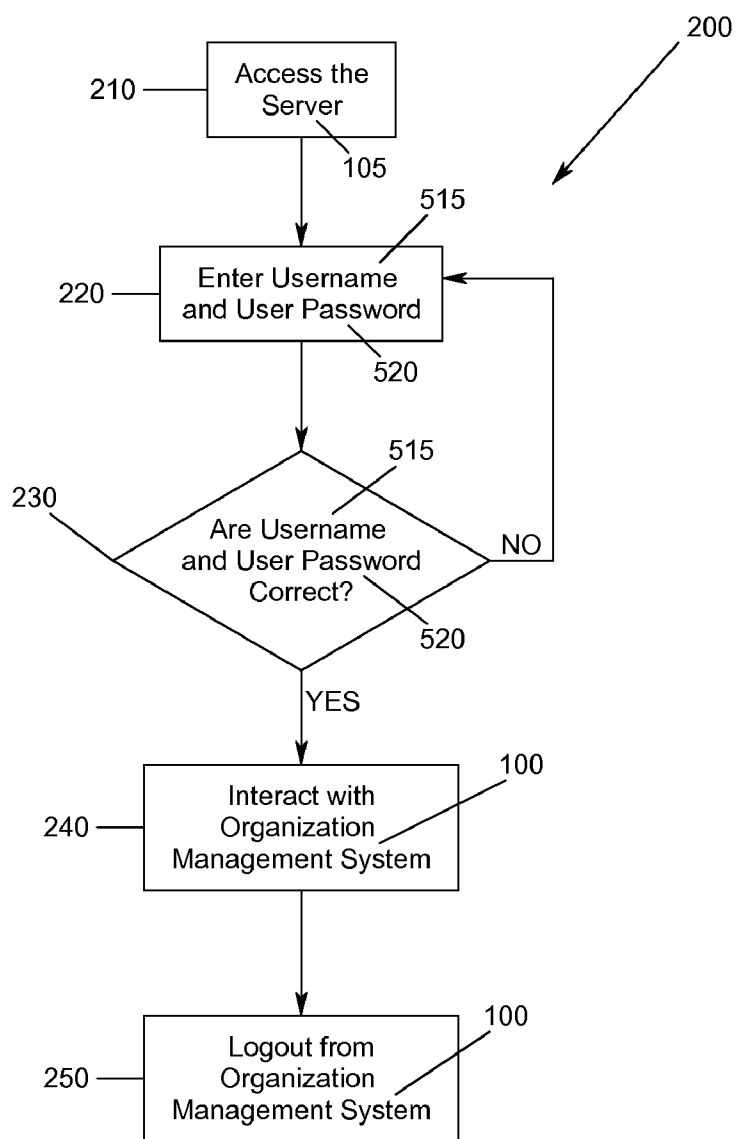 200
210
Access the
Server
105
515
220
Enter Username
and User Password
520
515
230
Are Username
and User Password
Correct?
NO
520
YES
100
Interact with
240
Organization
Management System
100
Logout from
250
Organization
Management System